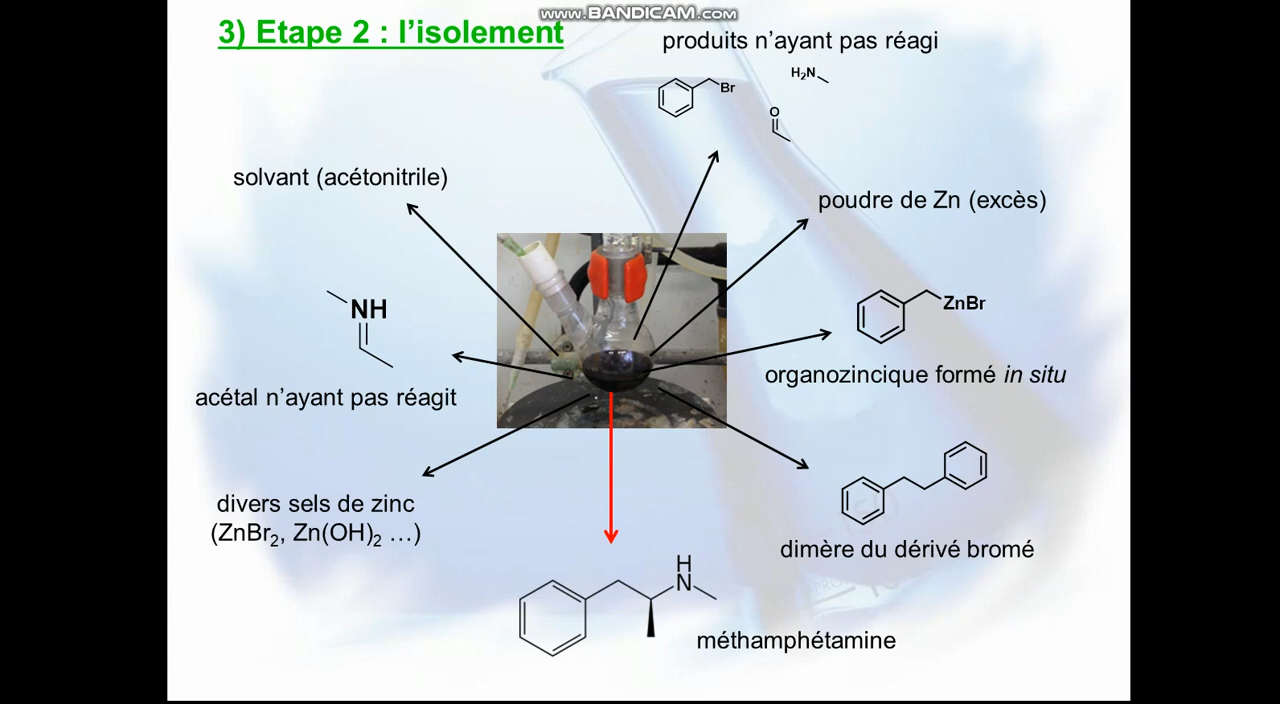 www.BANDICAM.com
3) Etape 2 : l’isolement
produits n’ayant pas réagi
H2N
Br
O
solvant (acétonitrile)
poudre de Zn (excès)
NH
ZnBr
organozincique formé in situ
acétal n’ayant pas réagit
divers sels de zinc
(ZnBr2, Zn(OH)2 …)
dimère du dérivé bromé
H
N
méthamphétamine